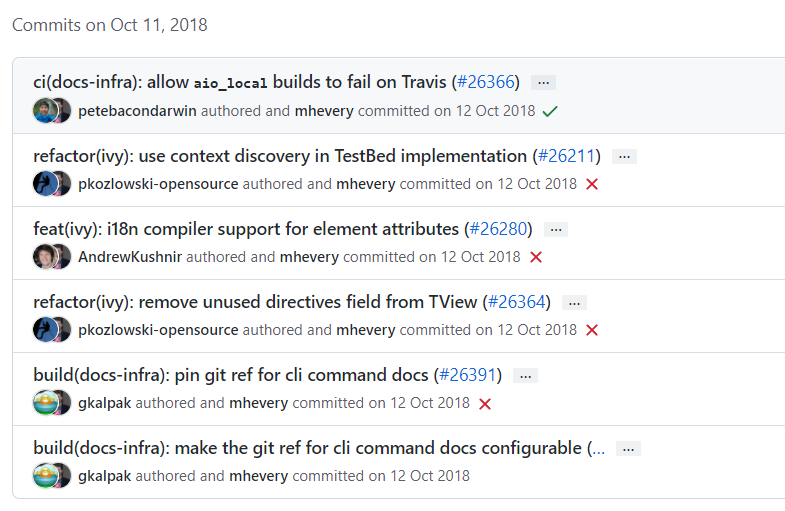 Commits on Oct 11, 2018
ci(docs-infra): allow aio_local builds to fail on Travis (#26366) ...
petebacondarwin authored and mhevery committed on 12 Oct 2018
refactor(ivy): use context discovery in TestBed implementation (#26211) ...
pkozlowski-opensource authored and mhevery committed on 12 Oct 2018
feat(ivy): i18n compiler support for element attributes (#26280) ...
AndrewKushnir authored and mhevery committed on 12 Oct 2018
refactor(ivy): remove unused directives field from TView (#26364) ...
pkozlowski-opensource authored and mhevery committed on 12 Oct 2018
build(docs-infra): pin git ref for cli command docs (#26391) ...
gkalpak authored and mhevery committed on 12 Oct 2018
build(docs-infra): make the git ref for cli command docs configurable (... ...
gkalpak authored and mhevery committed on 12 Oct 2018